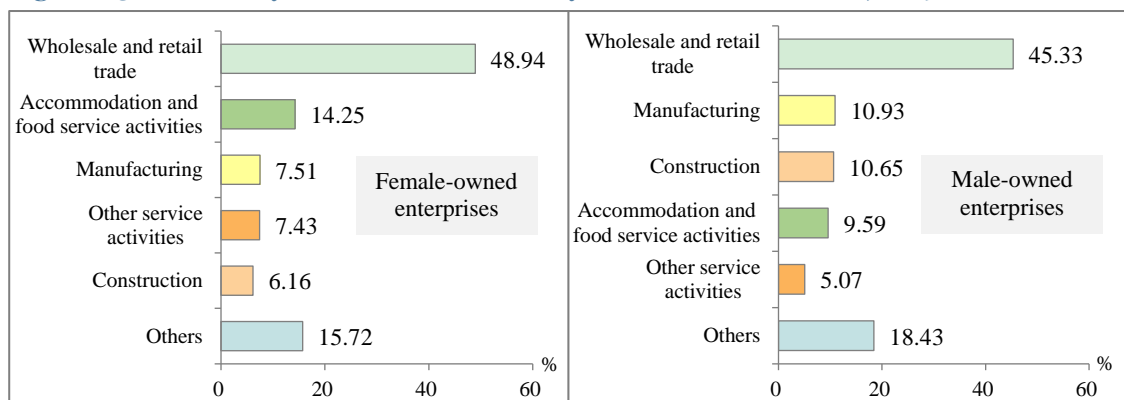 Wholesale and retail
trade
48.94
Accommodation and
food service activities
14.25
Manufacturing
7.51
Other service
activities
7.43
Construction
6.16
Others
15.72
Female-owned
enterprises
%
0 20 40 60
Wholesale and retail
trade
45.33
Manufacturing
10.93
Construction
10.65
Accommodation and
food service activities
9.59
Other service
activities
5.07
Others
18.43
Male-owned
enterprises
%
0 20 40 60